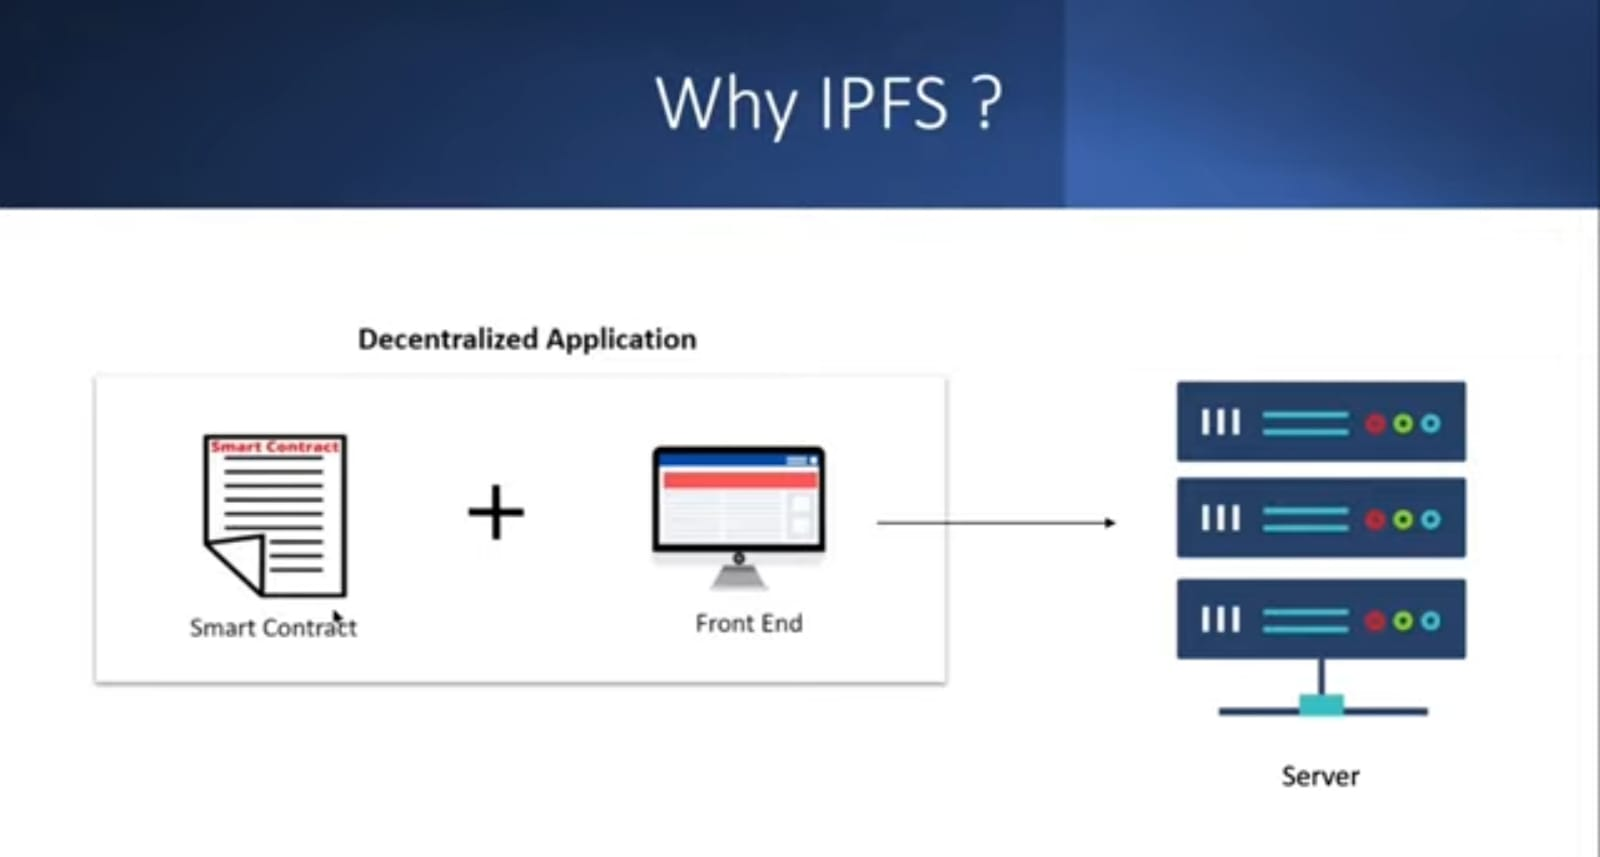 Why IPFS ?
Decentralized Application
Smart Contract
Smart Contract
Front End
Server